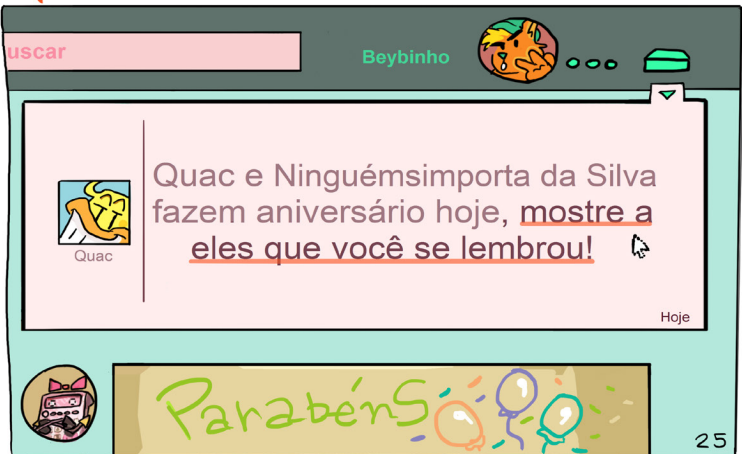 uscar
Beybinho
Quac e Ninguémsimporta da Silva
fazem aniversário hoje, mostre a
eles que você se lembrou!
Quac
Hoje
Parabéns
25